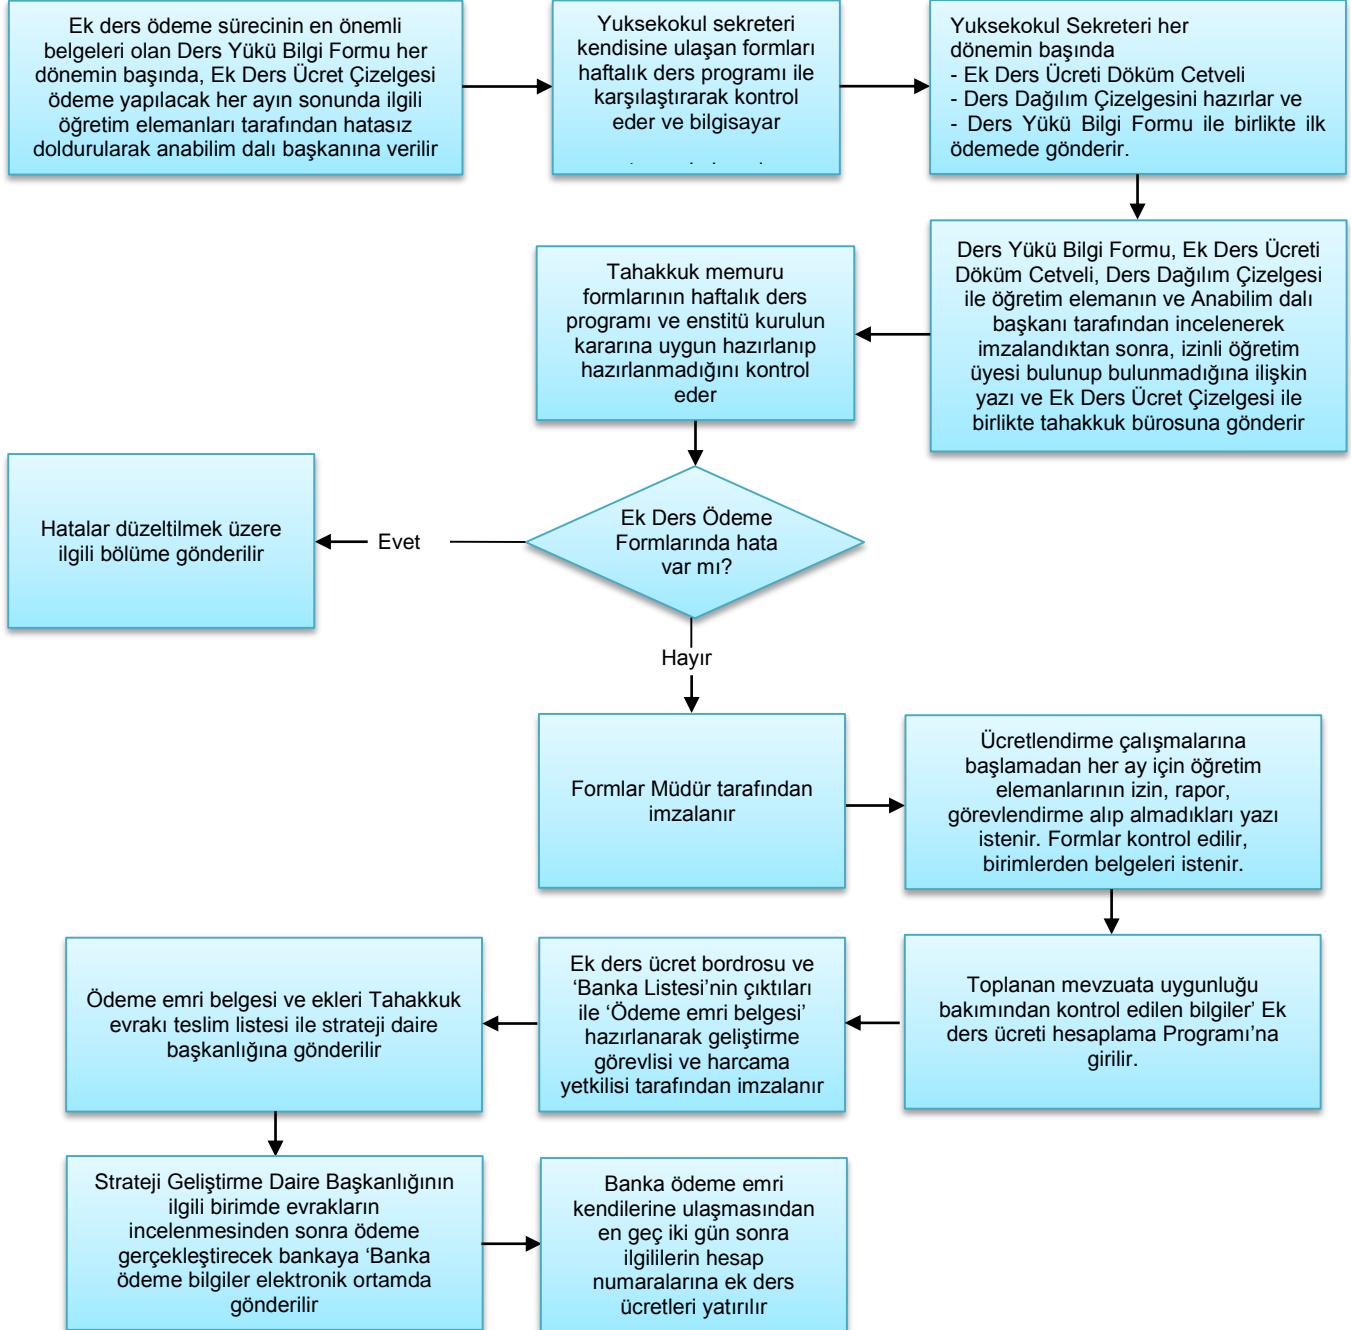 Ek ders ödeme sürecinin en önemli
belgeleri olan Ders Yükü Bilgi Formu her
dönemin başında, Ek Ders Ücret Çizelgesi
ödeme yapılacak her ayın sonunda ilgili
öğretim elemanları tarafından hatasız
doldurularak anabilim dalı başkanına verilir
Yuksekokul sekreteri
kendisine ulaşan formları
haftalık ders programı ile
karşılaştırarak kontrol
eder ve bilgisayar
Yuksekokul Sekreteri her
dönemin başında
- Ek Ders Ücreti Döküm Cetveli
- Ders Dağılım Çizelgesini hazırlar ve
- Ders Yükü Bilgi Formu ile birlikte ilk
ödemede gönderir.
Ders Yükü Bilgi Formu, Ek Ders Ücreti
Döküm Cetveli, Ders Dağılım Çizelgesi
ile öğretim elemanın ve Anabilim dalı
başkanı tarafından incelenerek
imzalandıktan sonra, izinli öğretim
üyesi bulunup bulunmadığına ilişkin
yazı ve Ek Ders Ücret Çizelgesi ile
birlikte tahakkuk bürosuna gönderir
Tahakkuk memuru
formlarının haftalık ders
programı ve enstitü kurulun
kararına uygun hazırlanıp
hazırlanmadığını kontrol
eder
Ek Ders Ödeme
Formlarında hata
var mı?
Evet
Hatalar düzeltilmek üzere
ilgili bölüme gönderilir
Hayır
Formlar Müdür tarafından
imzalanır
Ücretlendirme çalışmalarına
başlamadan her ay için öğretim
elemanlarının izin, rapor,
görevlendirme alıp almadıkları yazı
istenir. Formlar kontrol edilir,
birimlerden belgeleri istenir.
Toplanan mevzuata uygunluğu
bakımından kontrol edilen bilgiler’ Ek
ders ücreti hesaplama Programı’na
girilir.
Ek ders ücret bordrosu ve
‘Banka Listesi’nin çıktıları
ile ‘Ödeme emri belgesi’
hazırlanarak geliştirme
görevlisi ve harcama
yetkilisi tarafından imzalanır
Ödeme emri belgesi ve ekleri Tahakkuk
evrakı teslim listesi ile strateji daire
başkanlığına gönderilir
Strateji Geliştirme Daire Başkanlığının
ilgili birimde evrakların
incelenmesinden sonra ödeme
gerçekleştirecek bankaya ‘Banka
ödeme bilgiler elektronik ortamda
gönderilir
Banka ödeme emri
kendilerine ulaşmasından
en geç iki gün sonra
ilgililerin hesap
numaralarına ek ders
ücretleri yatırılır